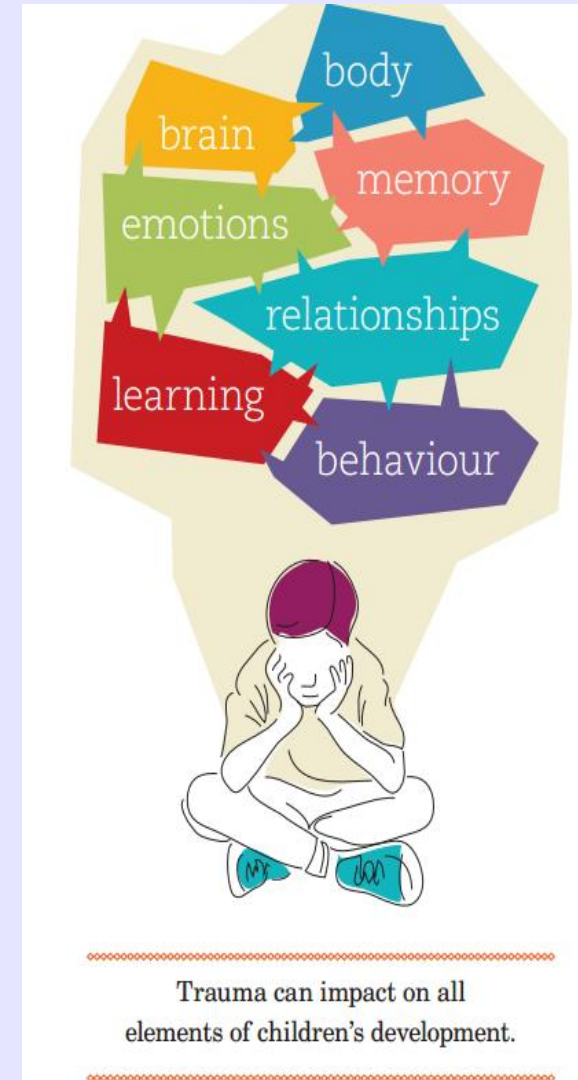 body
brain
memory
emotions
relationships
learning
behaviour
Trauma can impact on all
elements of children's development.